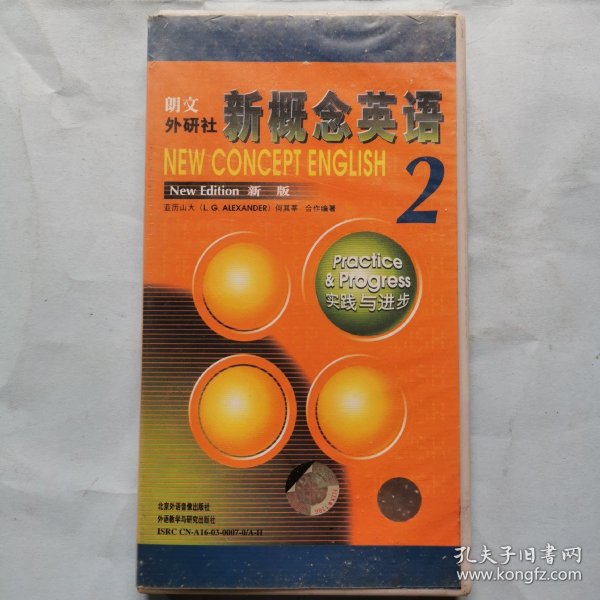 朗文
外研社
新概念英语
NEW CONCEPT ENGLISH
2
New Edition 新 版
亚历山大（L. G. ALEXANDER）何其莘 合作编著
Practice
& Progress
实践与进步
北京外语音像出版社
外语教学与研究出版社
ISRC CN-A16-03-0007-0/A·H
孔夫子旧书网
www.kongfz.com